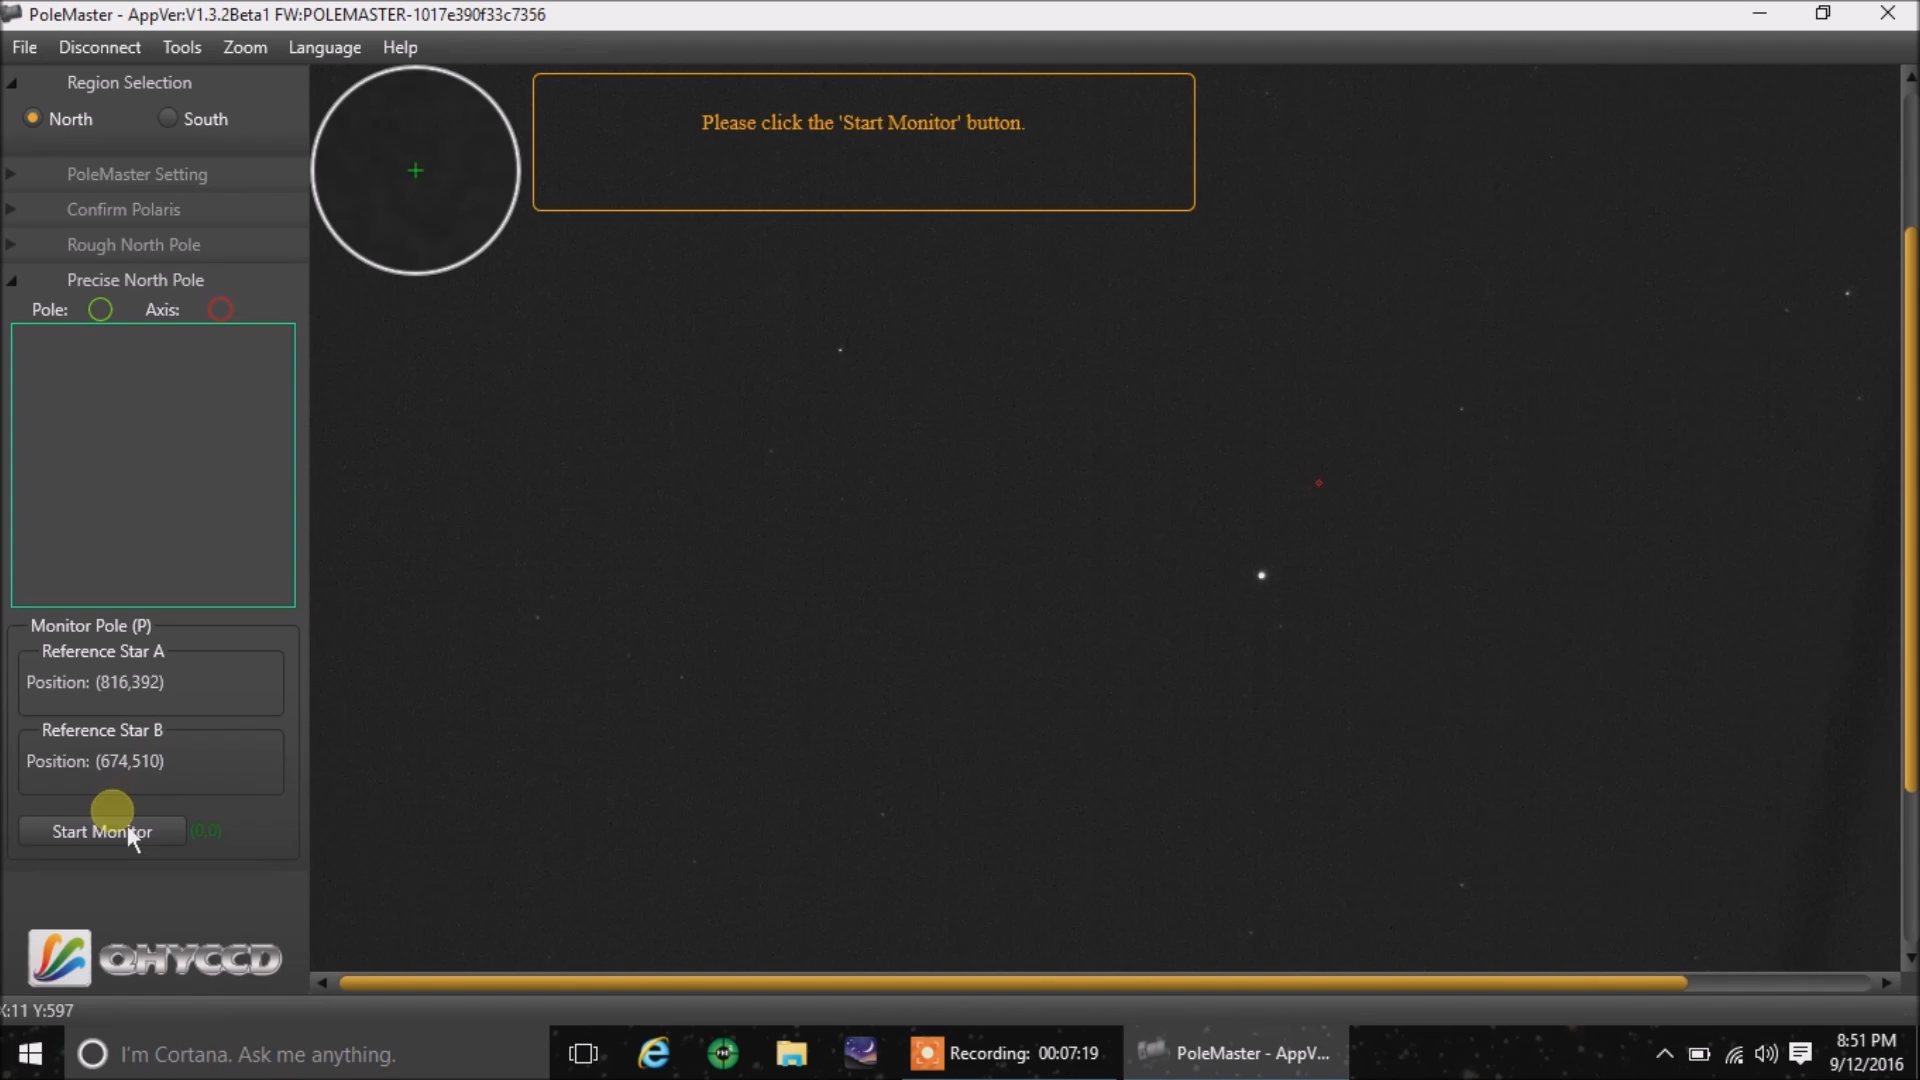 PoleMaster - AppVer:V1.3.2Beta1 FW:POLEMASTER-1017e390f33c7356
File Disconnect Tools Zoom Language Help
Region Selection
North South
PoleMaster Setting
Confirm Polaris
Rough North Pole
Precise North Pole
Pole: Axis:
Please click the 'Start Monitor' button.
Monitor Pole (P)
Reference Star A
Position: (816,392)
Reference Star B
Position: (674,510)
Start Monitor (0,0)
QHYCCD
X:11 Y:597
I'm Cortana. Ask me anything.
Recording: 00:07:19
PoleMaster - AppV...
8:51 PM
9/12/2016